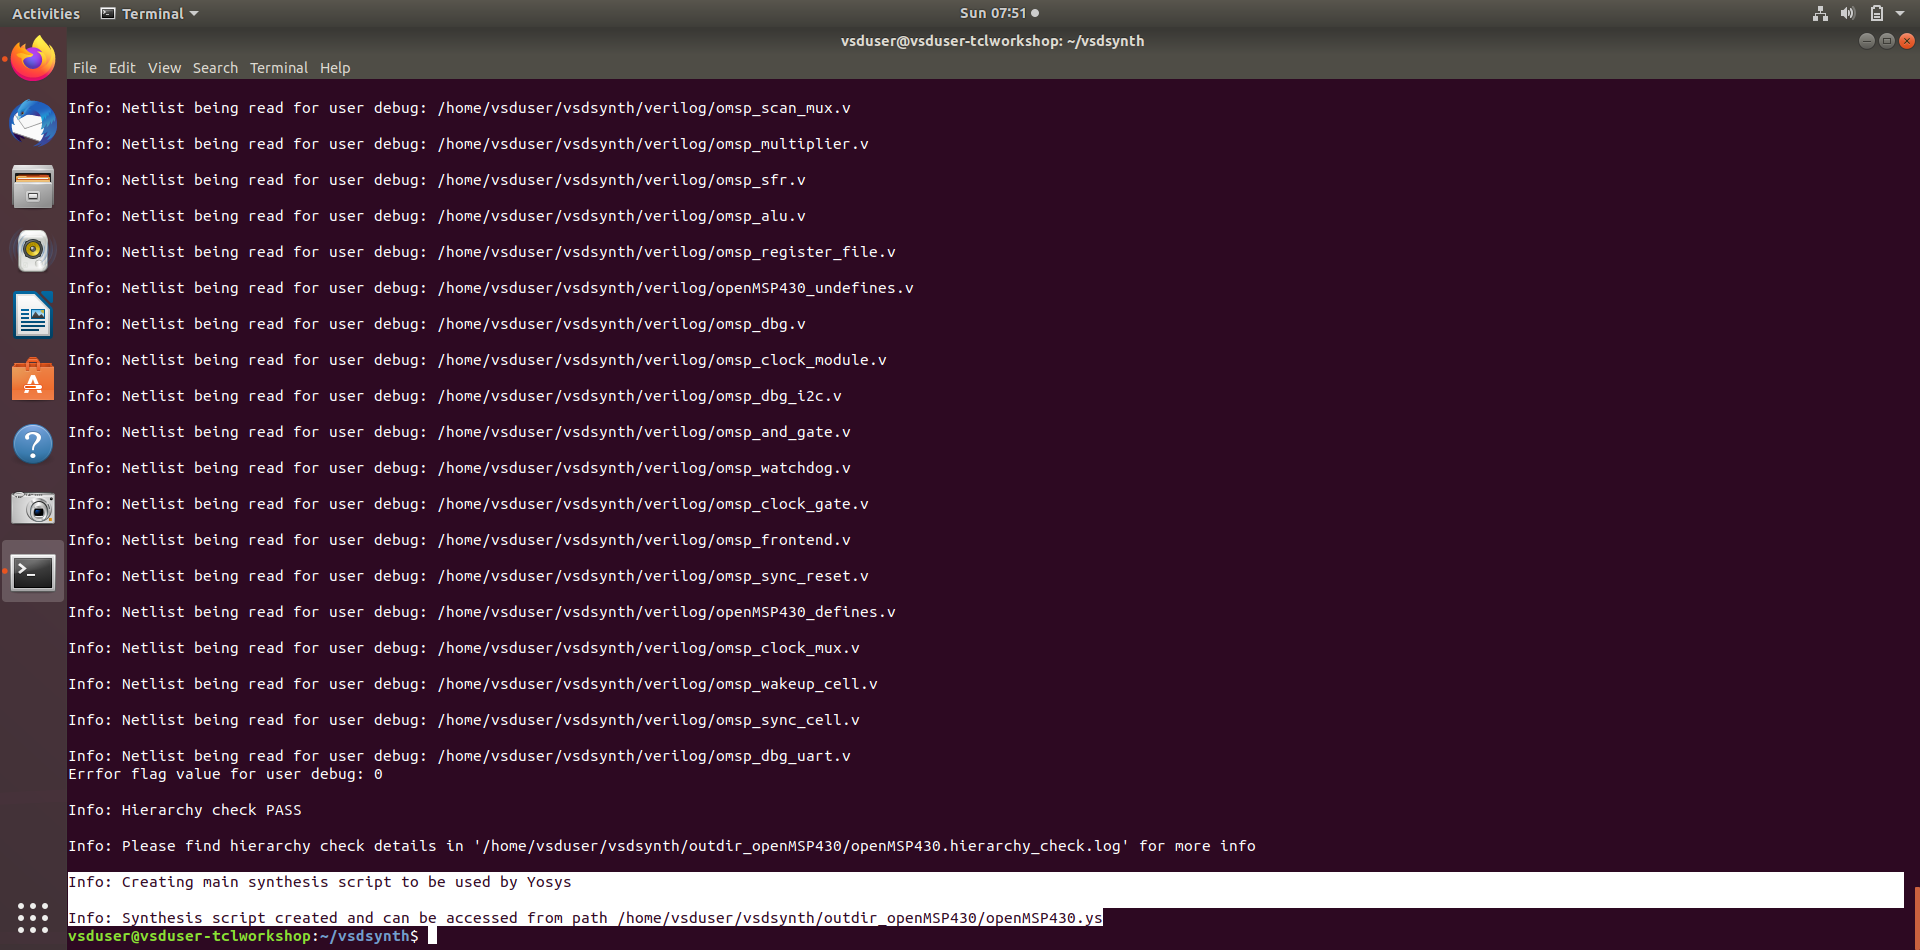 Activities Terminal Sun 07:51
vsduser@vsduser-tclworkshop: ~/vsdsynth
File Edit View Search Terminal Help
Info: Netlist being read for user debug: /home/vsduser/vsdsynth/verilog/omsp_scan_mux.v
Info: Netlist being read for user debug: /home/vsduser/vsdsynth/verilog/omsp_multiplier.v
Info: Netlist being read for user debug: /home/vsduser/vsdsynth/verilog/omsp_sfr.v
Info: Netlist being read for user debug: /home/vsduser/vsdsynth/verilog/omsp_alu.v
Info: Netlist being read for user debug: /home/vsduser/vsdsynth/verilog/omsp_register_file.v
Info: Netlist being read for user debug: /home/vsduser/vsdsynth/verilog/openMSP430_undefines.v
Info: Netlist being read for user debug: /home/vsduser/vsdsynth/verilog/omsp_dbg.v
Info: Netlist being read for user debug: /home/vsduser/vsdsynth/verilog/omsp_clock_module.v
Info: Netlist being read for user debug: /home/vsduser/vsdsynth/verilog/omsp_dbg_i2c.v
Info: Netlist being read for user debug: /home/vsduser/vsdsynth/verilog/omsp_and_gate.v
Info: Netlist being read for user debug: /home/vsduser/vsdsynth/verilog/omsp_watchdog.v
Info: Netlist being read for user debug: /home/vsduser/vsdsynth/verilog/omsp_clock_gate.v
Info: Netlist being read for user debug: /home/vsduser/vsdsynth/verilog/omsp_frontend.v
Info: Netlist being read for user debug: /home/vsduser/vsdsynth/verilog/omsp_sync_reset.v
Info: Netlist being read for user debug: /home/vsduser/vsdsynth/verilog/openMSP430_defines.v
Info: Netlist being read for user debug: /home/vsduser/vsdsynth/verilog/omsp_clock_mux.v
Info: Netlist being read for user debug: /home/vsduser/vsdsynth/verilog/omsp_wakeup_cell.v
Info: Netlist being read for user debug: /home/vsduser/vsdsynth/verilog/omsp_sync_cell.v
Info: Netlist being read for user debug: /home/vsduser/vsdsynth/verilog/omsp_dbg_uart.v
Errfor flag value for user debug: 0
Info: Hierarchy check PASS
Info: Please find hierarchy check details in '/home/vsduser/vsdsynth/outdir_openMSP430/openMSP430.hierarchy_check.log' for more info
Info: Creating main synthesis script to be used by Yosys
Info: Synthesis script created and can be accessed from path /home/vsduser/vsdsynth/outdir_openMSP430/openMSP430.ys
vsduser@vsduser-tclworkshop:~/vsdsynth$